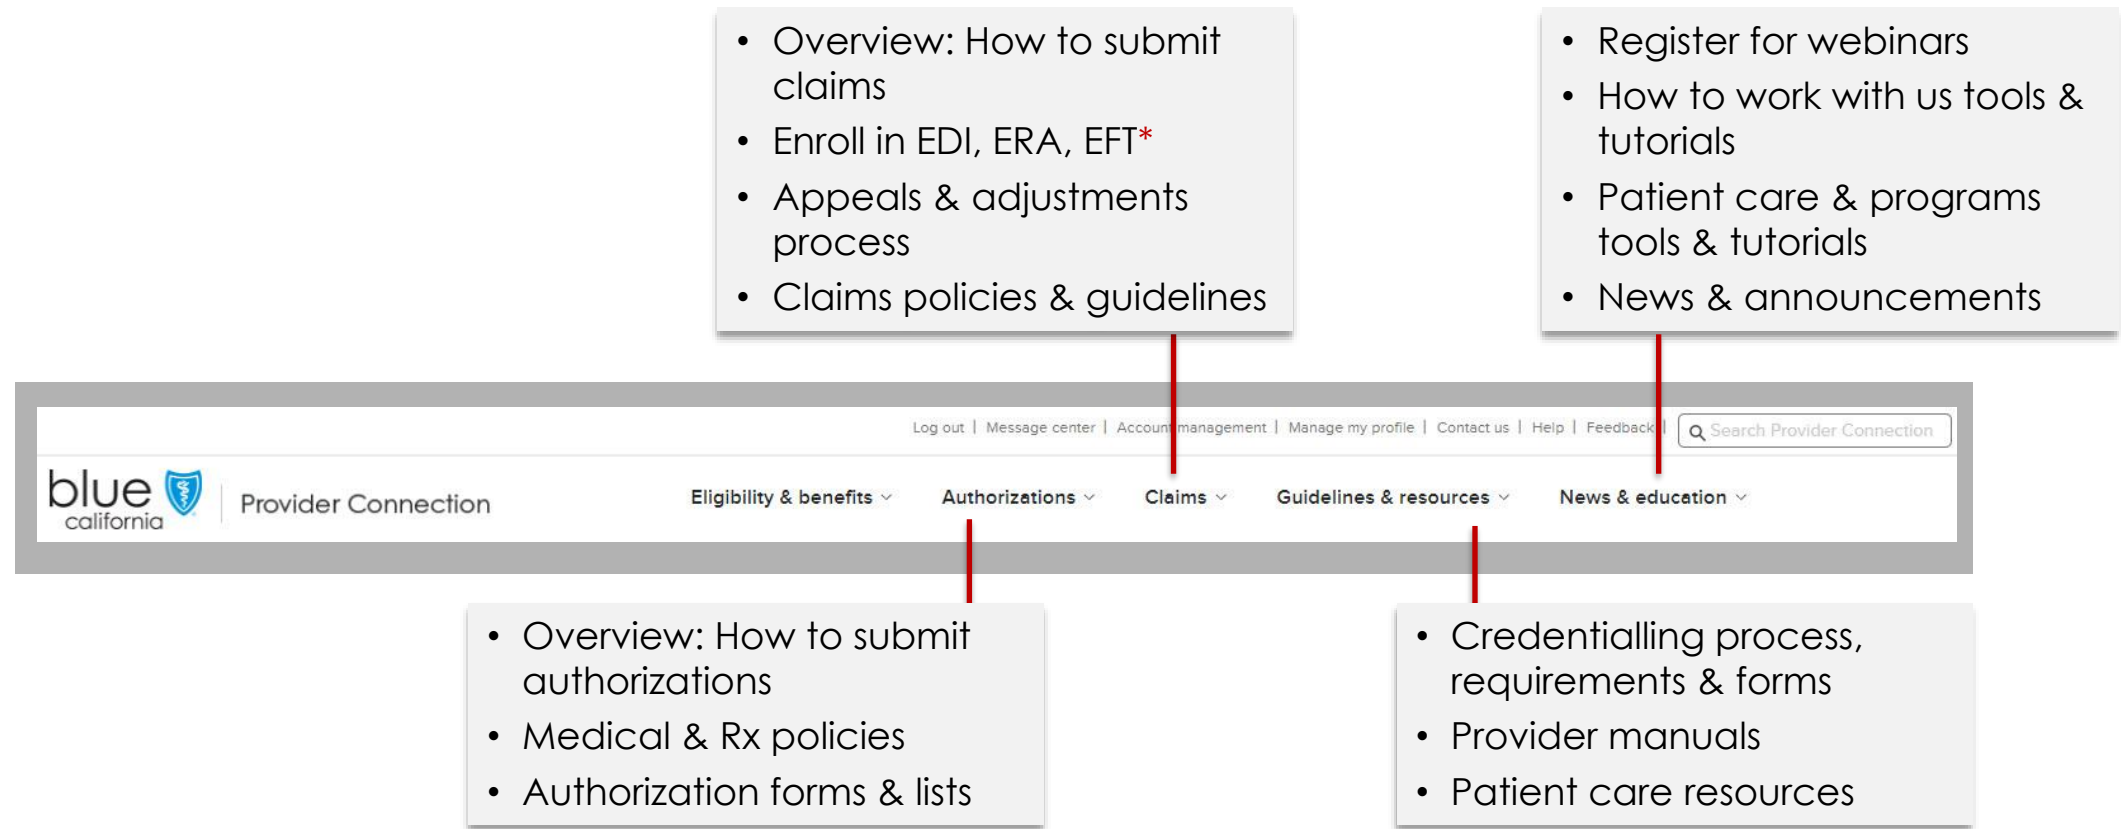 • Overview: How to submit
claims
• Enroll in EDI, ERA, EFT*
• Appeals & adjustments
process
• Claims policies & guidelines
• Register for webinars
• How to work with us tools &
tutorials
• Patient care & programs
tools & tutorials
• News & announcements
Log out | Message center | Account management | Manage my profile | Contact us | Help | Feedback | Search Provider Connection
blue
california
Provider Connection
Eligibility & benefits Authorizations Claims Guidelines & resources News & education
• Overview: How to submit
authorizations
• Medical & Rx policies
• Authorization forms & lists
• Credentialling process,
requirements & forms
• Provider manuals
• Patient care resources